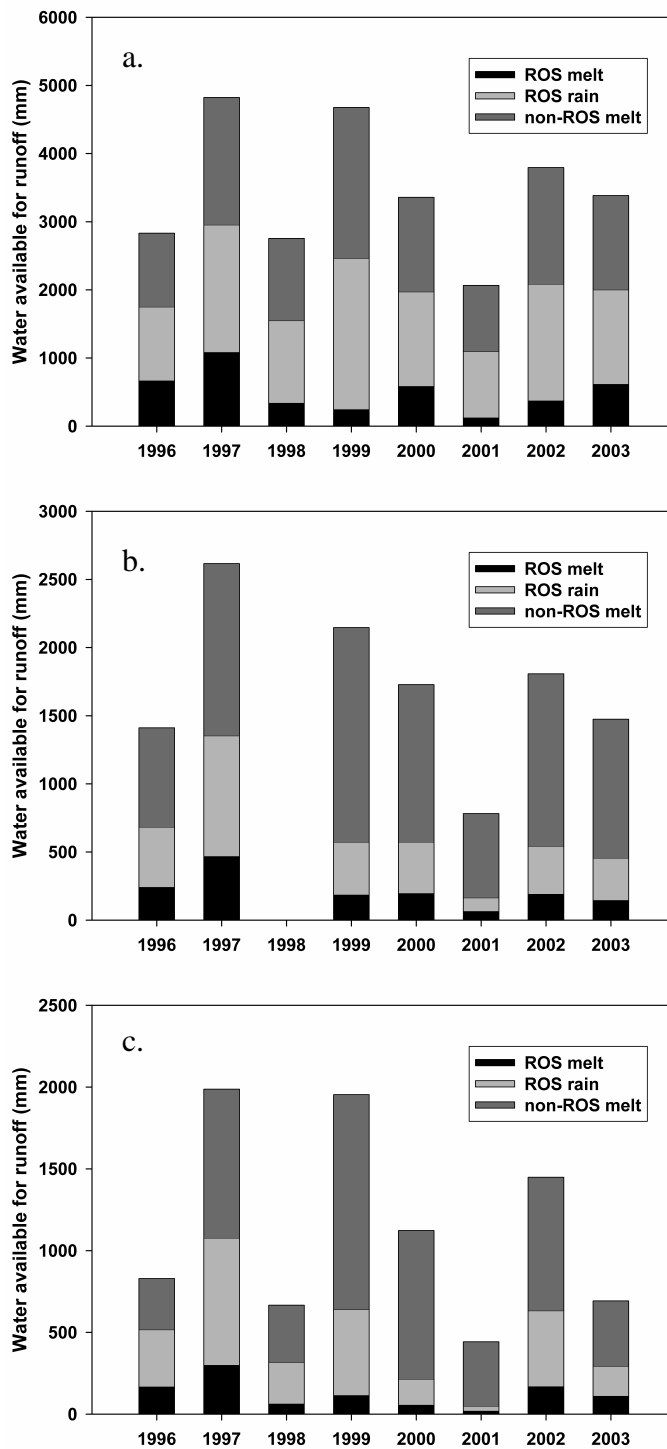 a.
Water available for runoff (mm)
6000
5000
4000
3000
2000
1000
0
ROS melt
ROS rain
non-ROS melt
1996 1997 1998 1999 2000 2001 2002 2003
b.
Water available for runoff (mm)
3000
2500
2000
1500
1000
500
0
ROS melt
ROS rain
non-ROS melt
1996 1997 1998 1999 2000 2001 2002 2003
c.
Water available for runoff (mm)
2500
2000
1500
1000
500
0
ROS melt
ROS rain
non-ROS melt
1996 1997 1998 1999 2000 2001 2002 2003